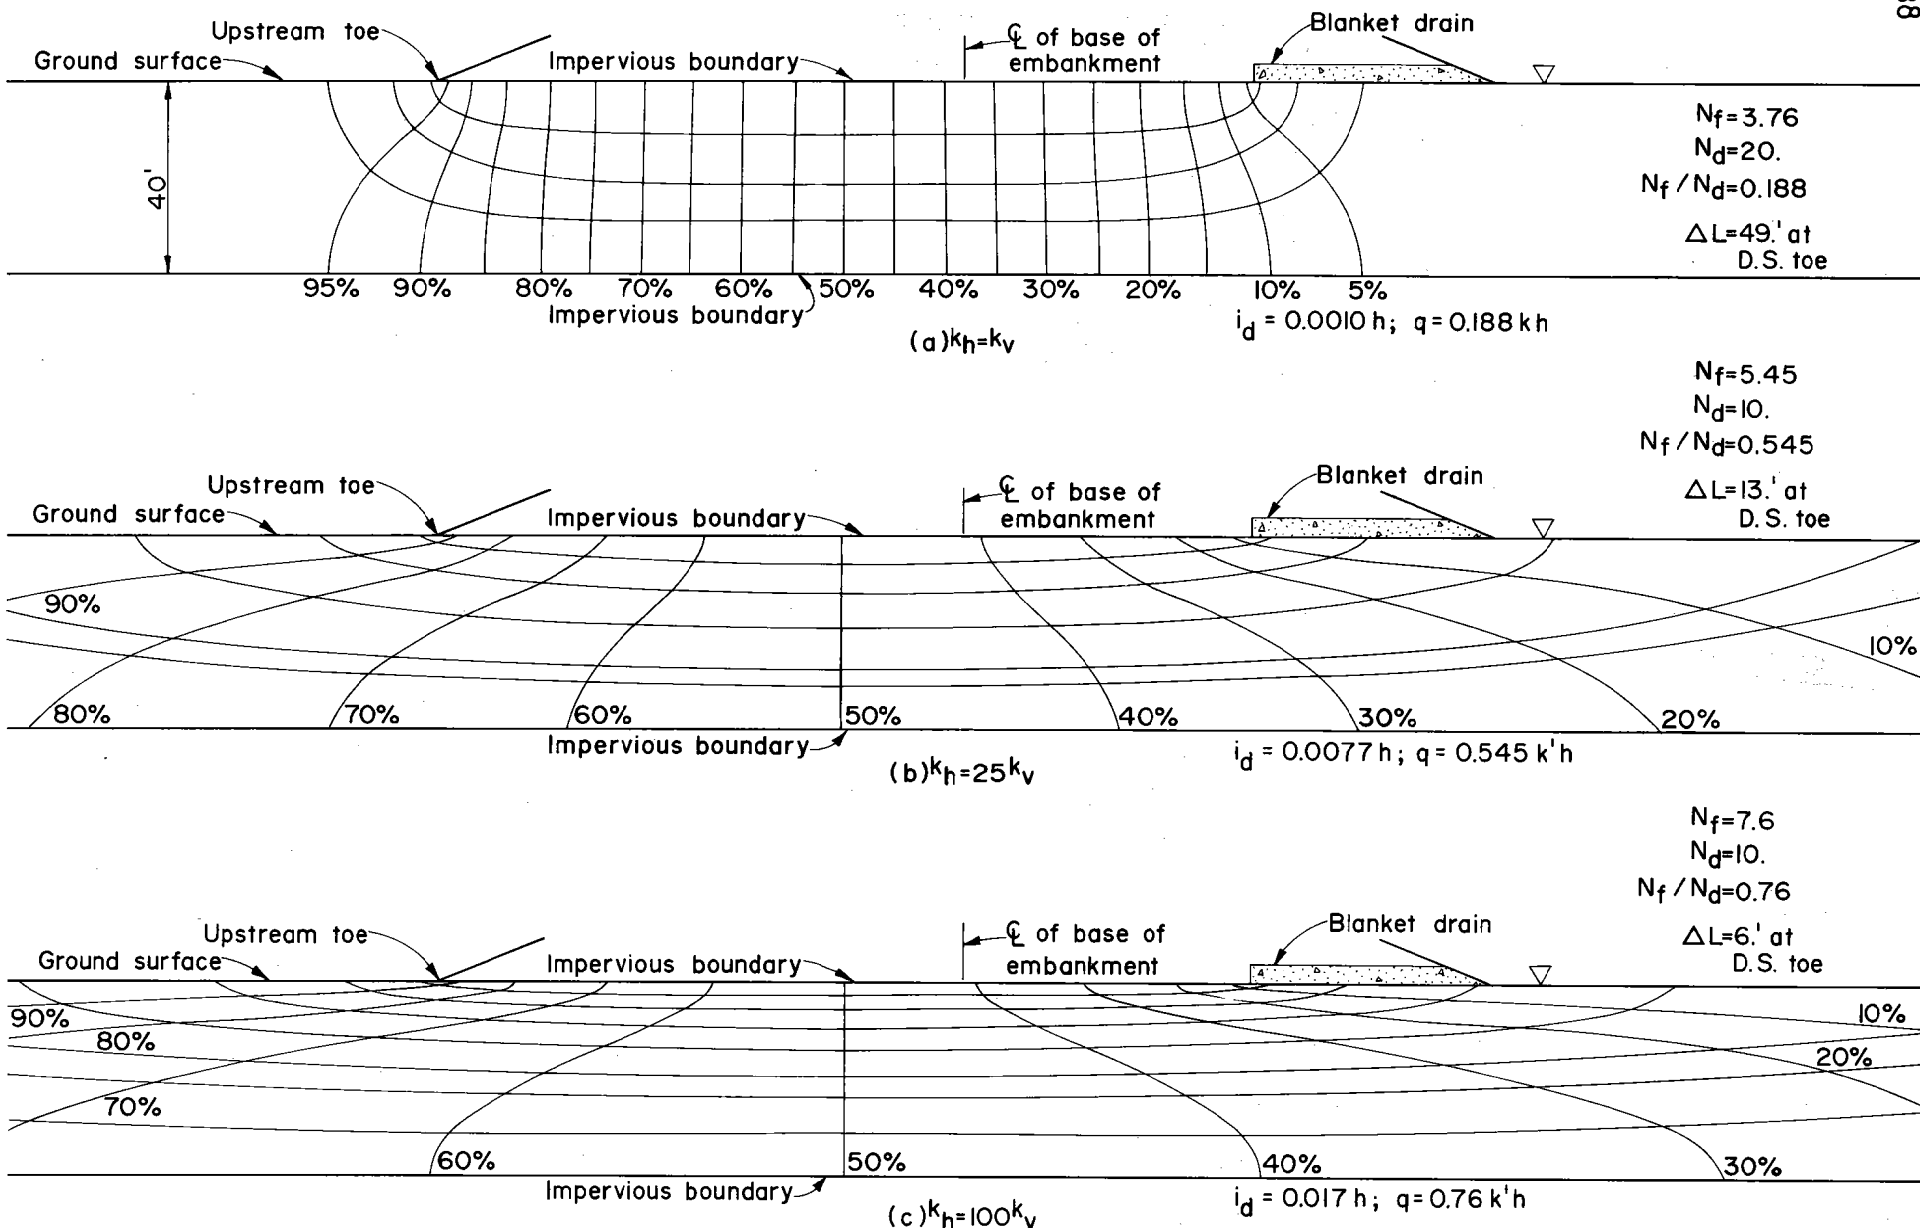 88
Upstream toe
Ground surface
Impervious boundary
℄ of base of
embankment
Blanket drain
40'
Nf=3.76
Nd=20.
Nf/Nd=0.188
ΔL=49.' at
D.S. toe
95% 90% 80% 70% 60% 50% 40% 30% 20% 10% 5%
Impervious boundary
(a) kh=kv
id = 0.0010 h; q = 0.188 kh
Nf=5.45
Nd=10.
Nf/Nd=0.545
ΔL=13.' at
D.S. toe
Upstream toe
Ground surface
Impervious boundary
℄ of base of
embankment
Blanket drain
90%
10%
80% 70% 60% 50% 40% 30% 20%
Impervious boundary
(b) kh=25kv
id = 0.0077 h; q = 0.545 k'h
Nf=7.6
Nd=10.
Nf/Nd=0.76
ΔL=6.' at
D.S. toe
Upstream toe
Ground surface
Impervious boundary
℄ of base of
embankment
Blanket drain
90%
10%
80%
20%
70%
60% 50% 40% 30%
Impervious boundary
(c) kh=100kv
id = 0.017 h; q = 0.76 k'h